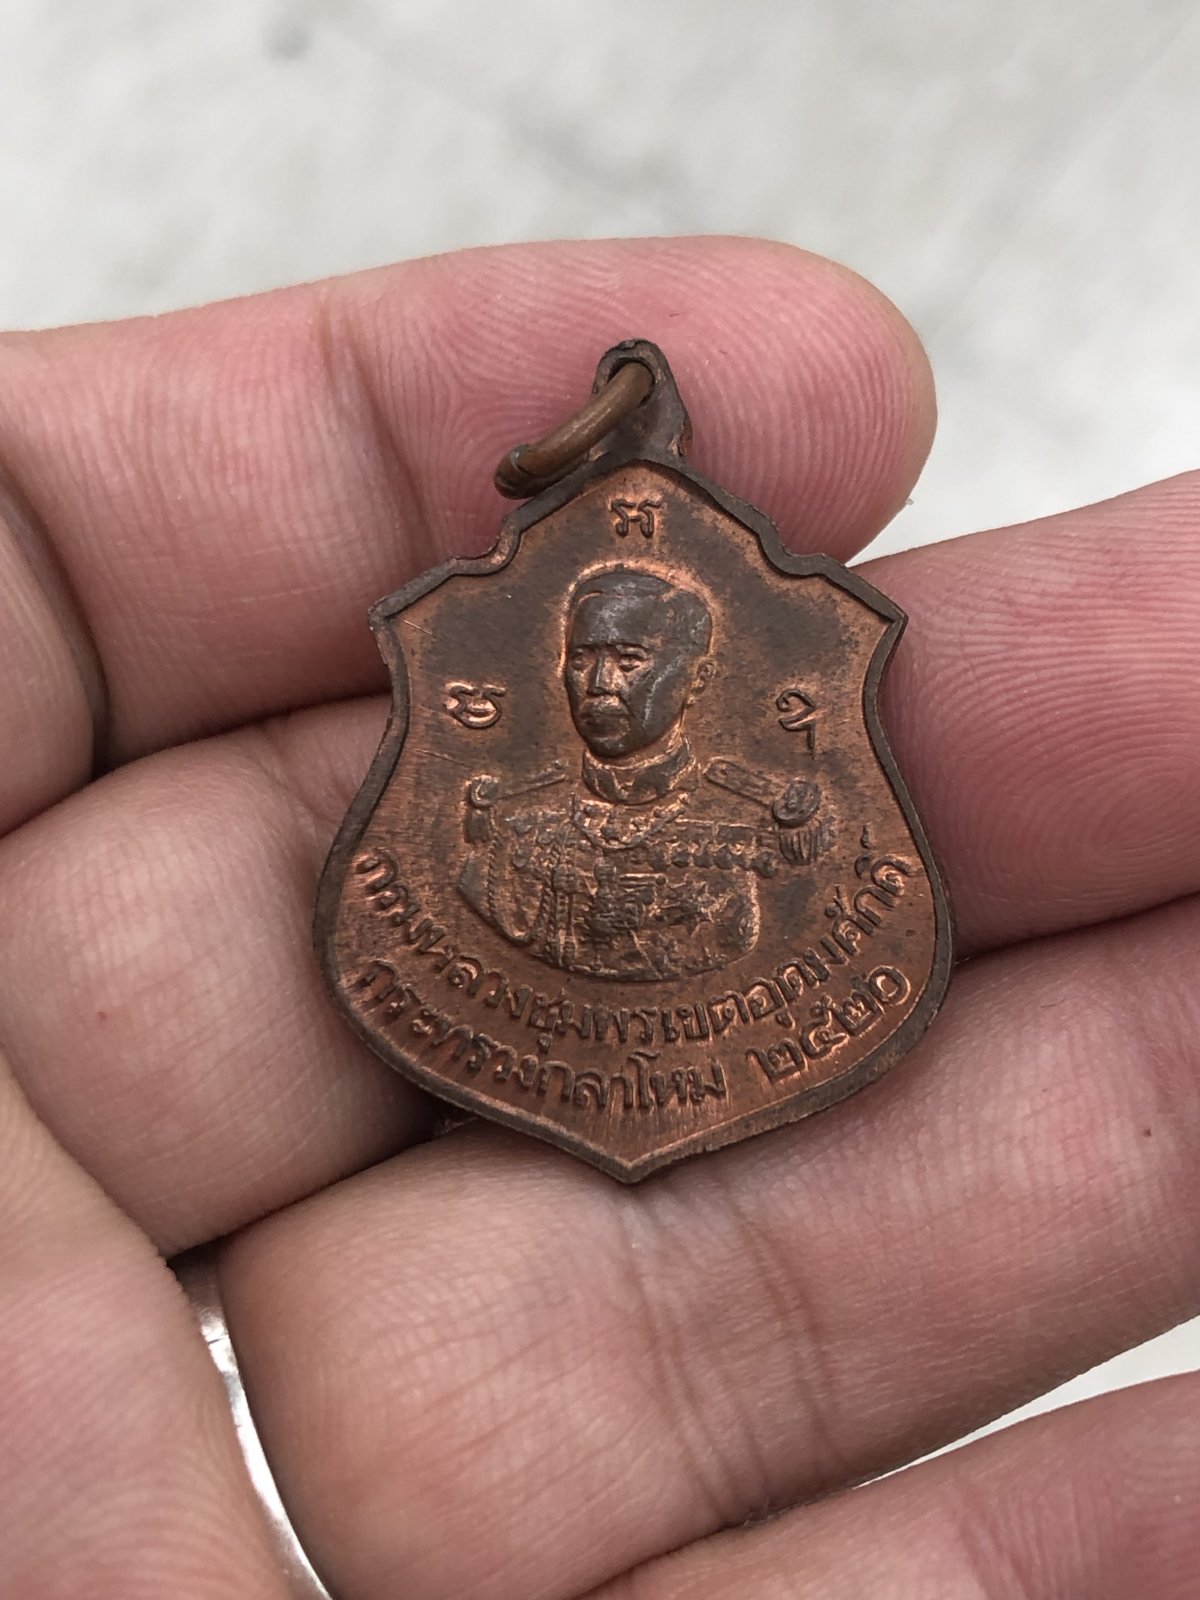 กรมหลวงชุมพรเขตอุดมศักดิ์
กระทรวงกลาโหม ๒๕๒๐